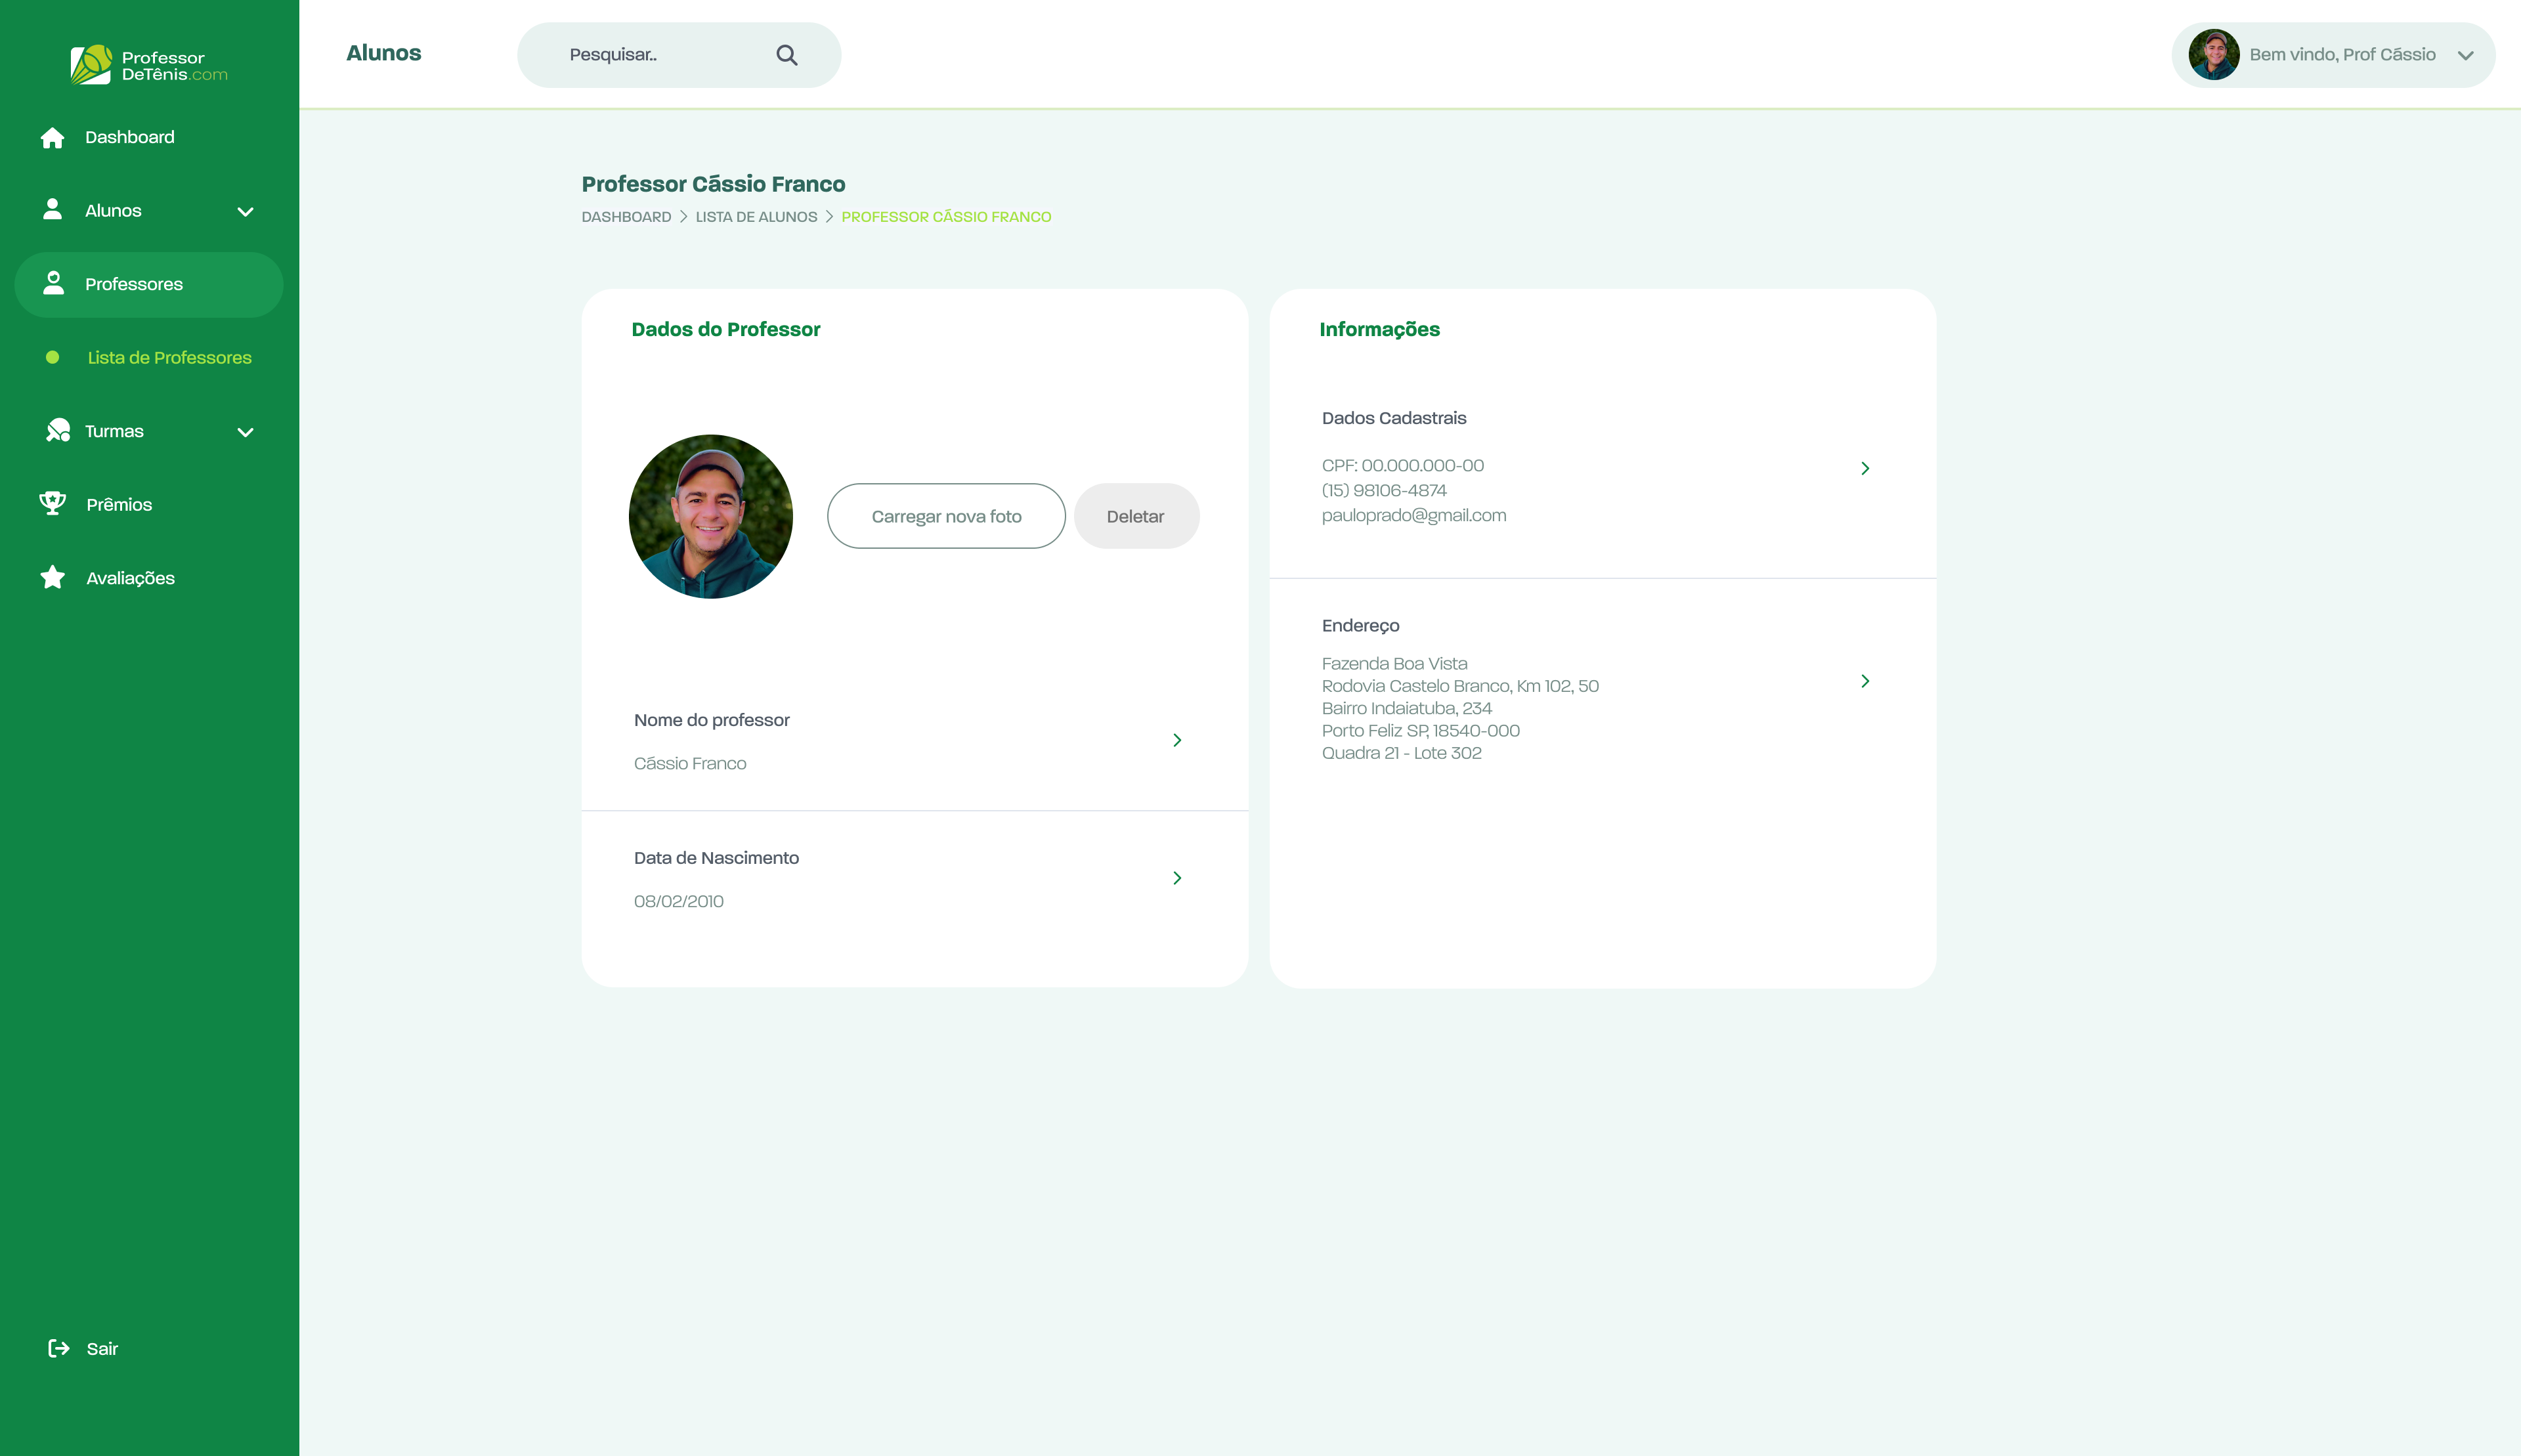 Professor
DeTênis.com
Dashboard
Alunos
Professores
Lista de Professores
Turmas
Prêmios
Avaliações
Sair
Alunos
Pesquisar..
Bem vindo, Prof Cássio
Professor Cássio Franco
DASHBOARD > LISTA DE ALUNOS > PROFESSOR CÁSSIO FRANCO
Dados do Professor
Carregar nova foto
Deletar
Nome do professor
Cássio Franco
Data de Nascimento
08/02/2010
Informações
Dados Cadastrais
CPF: 00.000.000-00
(15) 98106-4874
pauloprado@gmail.com
Endereço
Fazenda Boa Vista
Rodovia Castelo Branco, Km 102, 50
Bairro Indaiatuba, 234
Porto Feliz SP, 18540-000
Quadra 21 - Lote 302